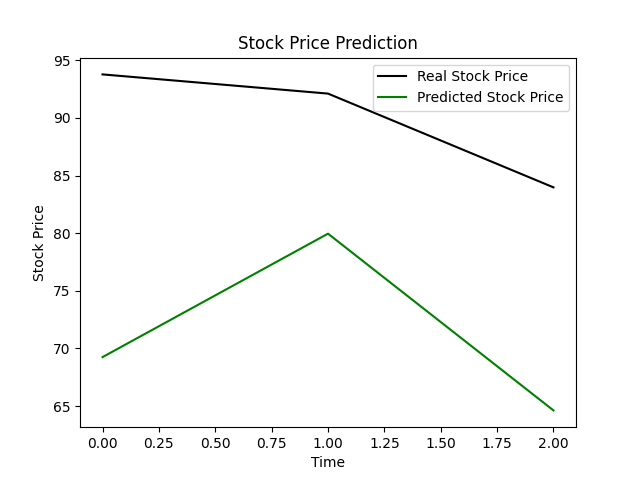 Stock Price Prediction
Real Stock Price
Predicted Stock Price
Stock Price
95
90
85
80
75
70
65
0.00 0.25 0.50 0.75 1.00 1.25 1.50 1.75 2.00
Time